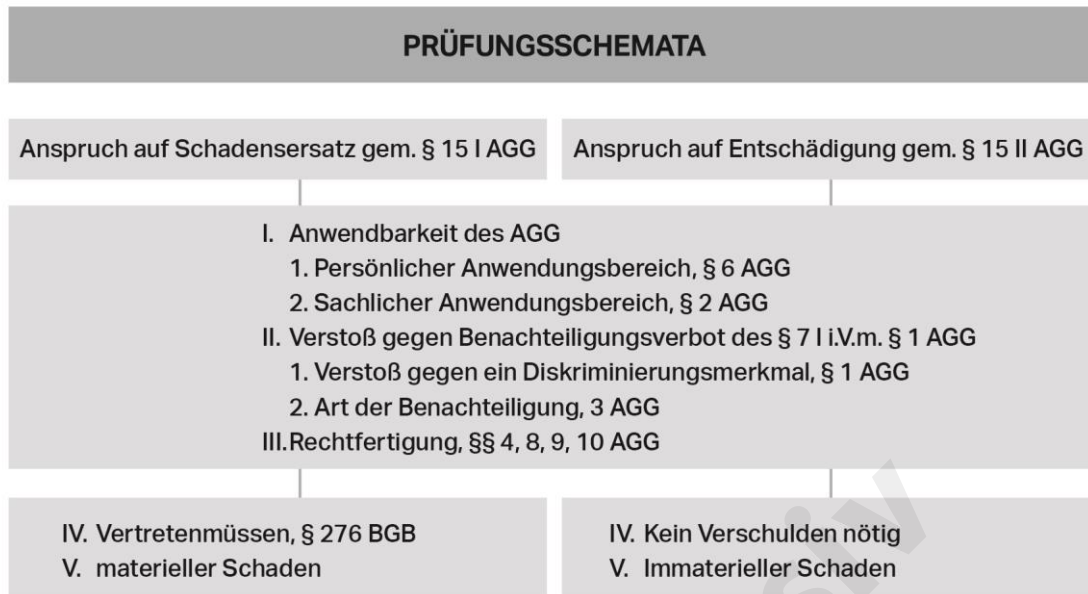 PRÜFUNGSSCHEMATA
Anspruch auf Schadensersatz gem. § 15 I AGG
Anspruch auf Entschädigung gem. § 15 II AGG
I. Anwendbarkeit des AGG
1. Persönlicher Anwendungsbereich, § 6 AGG
2. Sachlicher Anwendungsbereich, § 2 AGG
II. Verstoß gegen Benachteiligungsverbot des § 7 I i.V.m. § 1 AGG
1. Verstoß gegen ein Diskriminierungsmerkmal, § 1 AGG
2. Art der Benachteiligung, 3 AGG
III. Rechtfertigung, §§ 4, 8, 9, 10 AGG
IV. Vertretenmüssen, § 276 BGB
V. materieller Schaden
IV. Kein Verschulden nötig
V. Immaterieller Schaden